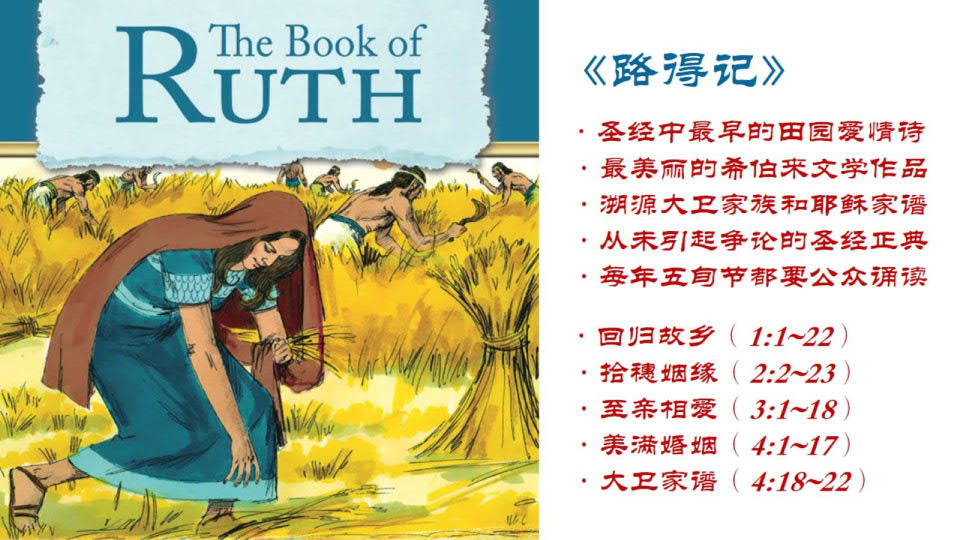 The Book of
RUTH
《路得记》
· 圣经中最早的田园爱情诗
· 最美丽的希伯来文学作品
· 溯源大卫家族和耶稣家谱
· 从未引起争论的圣经正典
· 每年五旬节都要公众诵读
· 回归故乡（1:1~22）
· 拾穗姻缘（2:2~23）
· 至亲相爱（3:1~18）
· 美满婚姻（4:1~17）
· 大卫家谱（4:18~22）